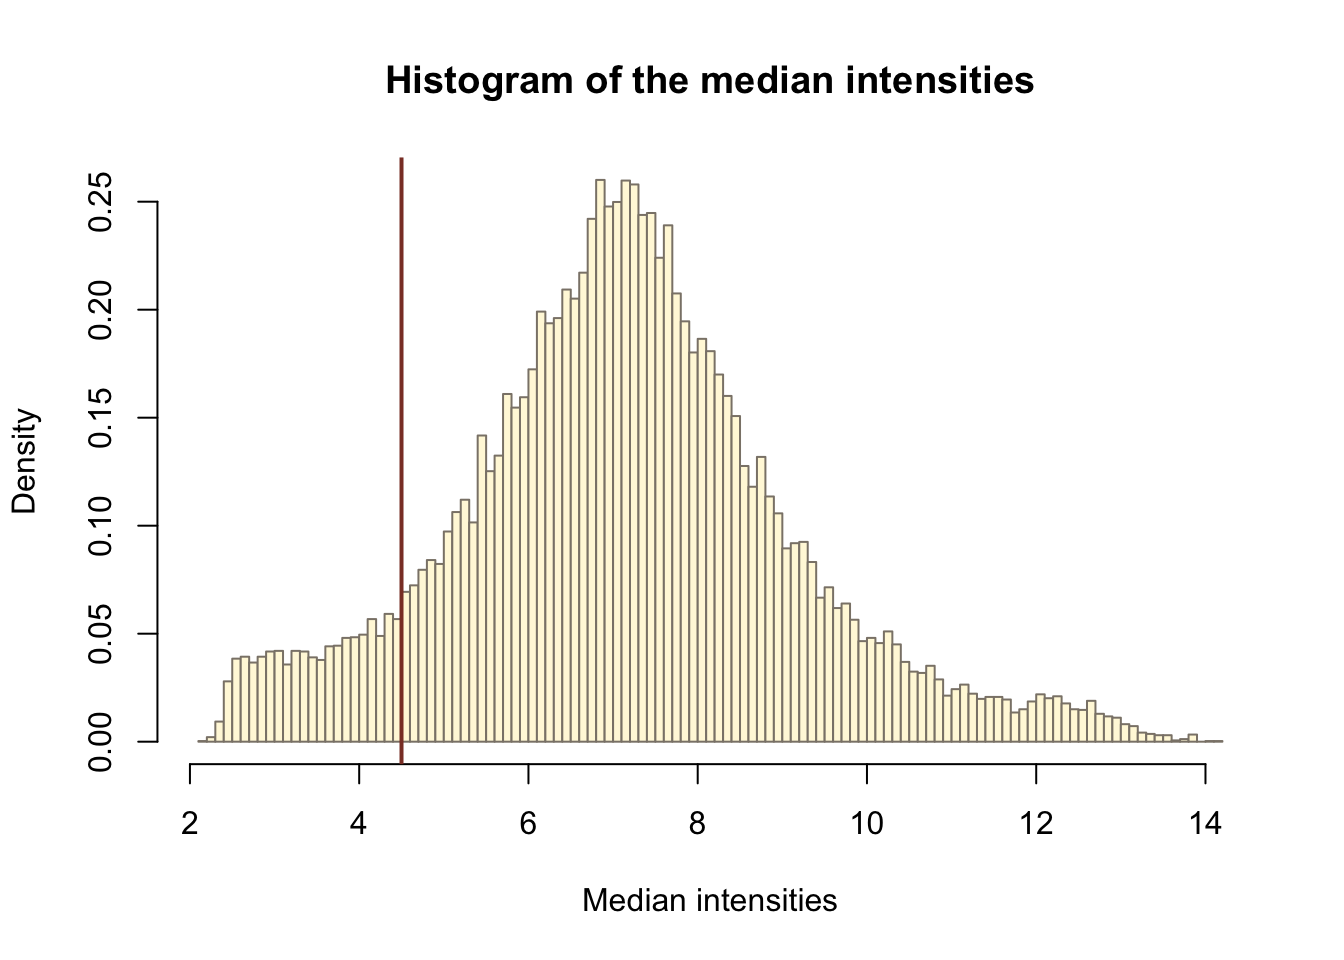 Histogram of the median intensities
Density
0.00 0.05 0.10 0.15 0.20 0.25
2 4 6 8 10 12 14
Median intensities